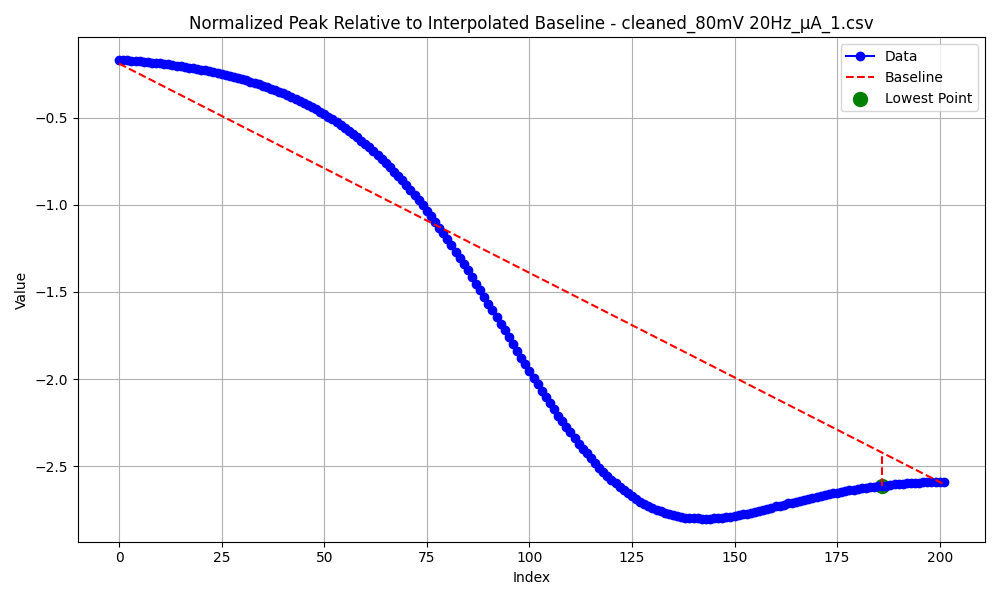 Normalized Peak Relative to Interpolated Baseline - cleaned_80mV 20Hz_μA_1.csv
Data
Baseline
Lowest Point
Value
−0.5
−1.0
−1.5
−2.0
−2.5
0 25 50 75 100 125 150 175 200
Index